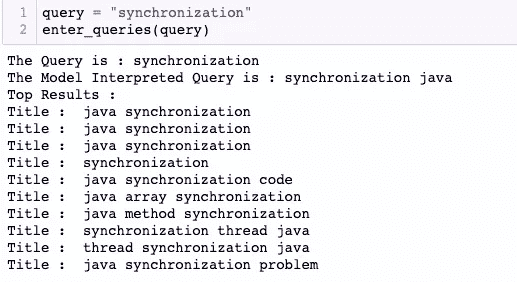 1 query = "synchronization"
2 enter_queries(query)
The Query is : synchronization
The Model Interpreted Query is : synchronization java
Top Results :
Title :  java synchronization
Title :  java synchronization
Title :  java synchronization
Title :  synchronization
Title :  java synchronization code
Title :  java array synchronization
Title :  java method synchronization
Title :  synchronization thread java
Title :  thread synchronization java
Title :  java synchronization problem